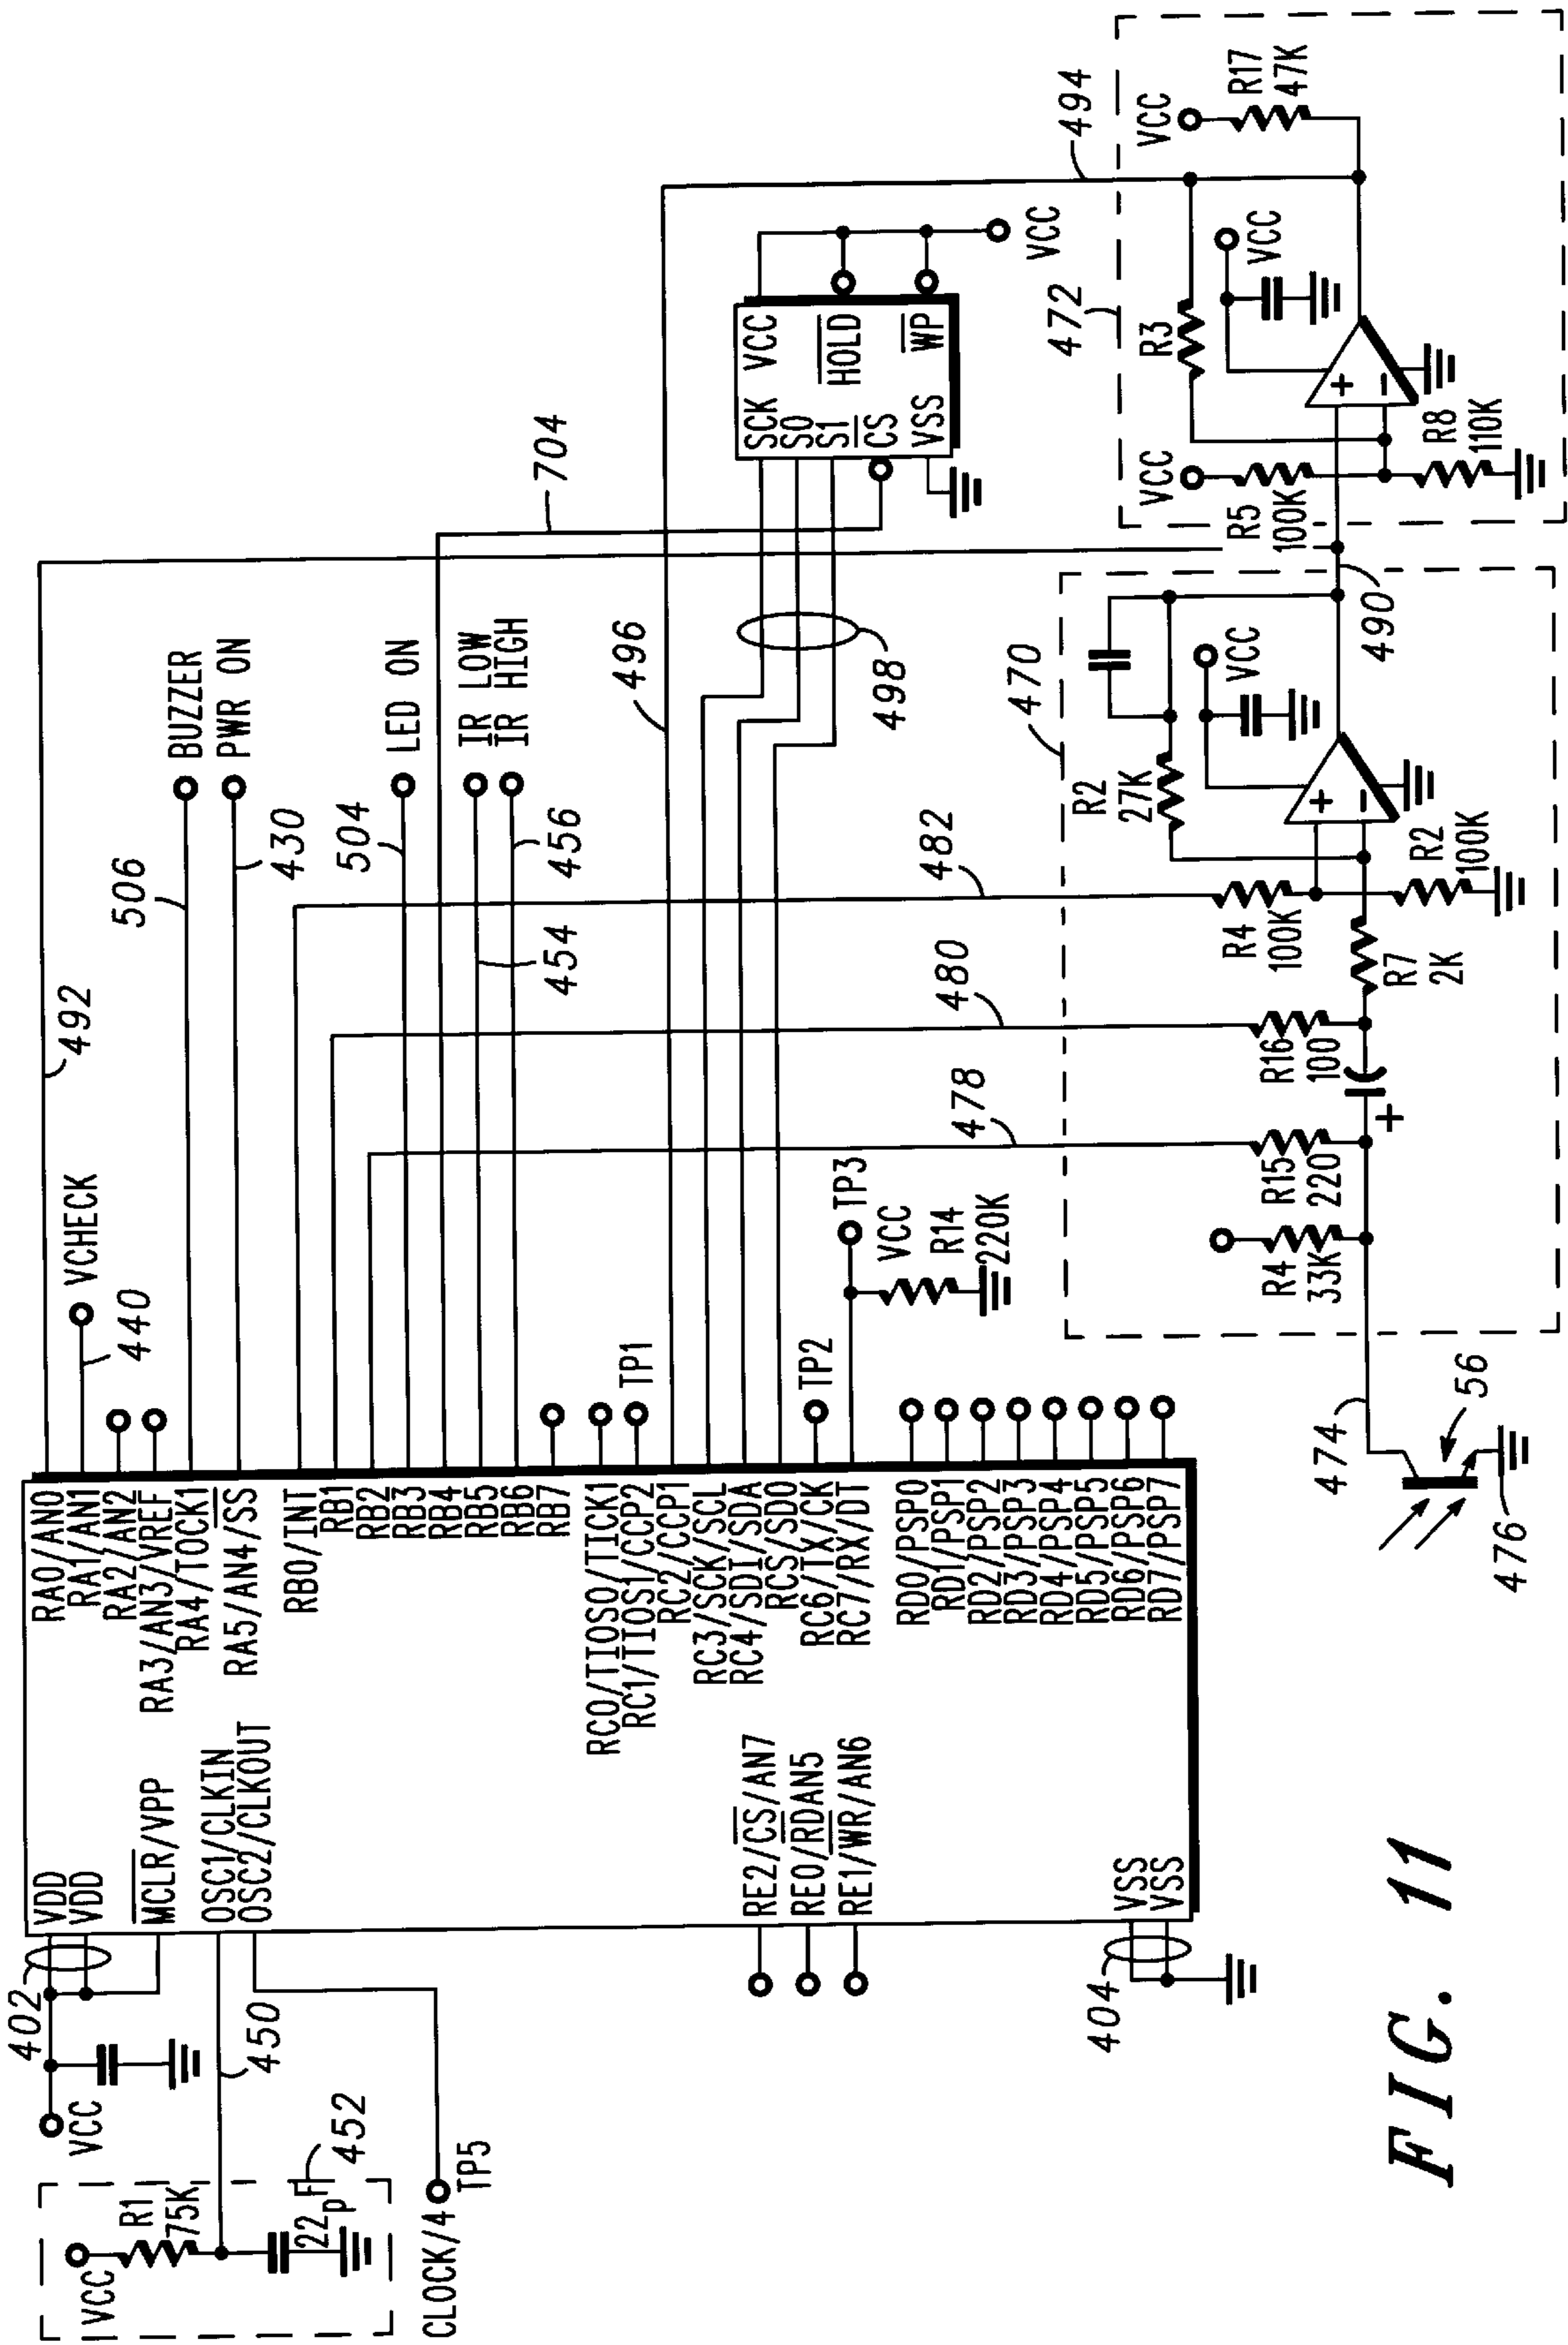 VCC
R1
75K
22pF
452
CLOCK/4
TP5
VCC
402
450
404
VDD
VDD
MCLR/VPP
OSC1/CLKIN
OSC2/CLKOUT
RE2/CS/AN7
RE0/RDAN5
RE1/WR/AN6
VSS
VSS
RA0/AN0
RA1/AN1
RA2/AN2
RA3/AN3/VREF
RA4/TOCK1
RA5/AN4/SS
RB0/INT
RB1
RB2
RB3
RB4
RB5
RB6
RB7
RC0/TIOSO/TICK1
RC1/TIOS1/CCP2
RC2/CCP1
RC3/SCK/SCL
RC4/SDI/SDA
RCS/SDO
RC6/TX/CK
RC7/RX/DT
RD0/PSP0
RD1/PSP1
RD2/PSP2
RD3/PSP3
RD4/PSP4
RD5/PSP5
RD6/PSP6
RD7/PSP7
440
VCHECK
492
506
BUZZER
430
PWR ON
504
LED ON
454
IR LOW
456
IR HIGH
TP1
TP2
TP3
VCC
R14
220K
478
480
482
496
498
704
SCK
SO
S1
CS
VSS
VCC
HOLD
WP
VCC
494
474
56
476
470
R4
33K
R15
220
+
R16
100
R7
2K
R4
100K
R2
100K
R2
27K
+
−
VCC
490
472
VCC
R5
100K
R8
110K
R3
+
−
VCC
VCC
R17
47K
FIG. 11